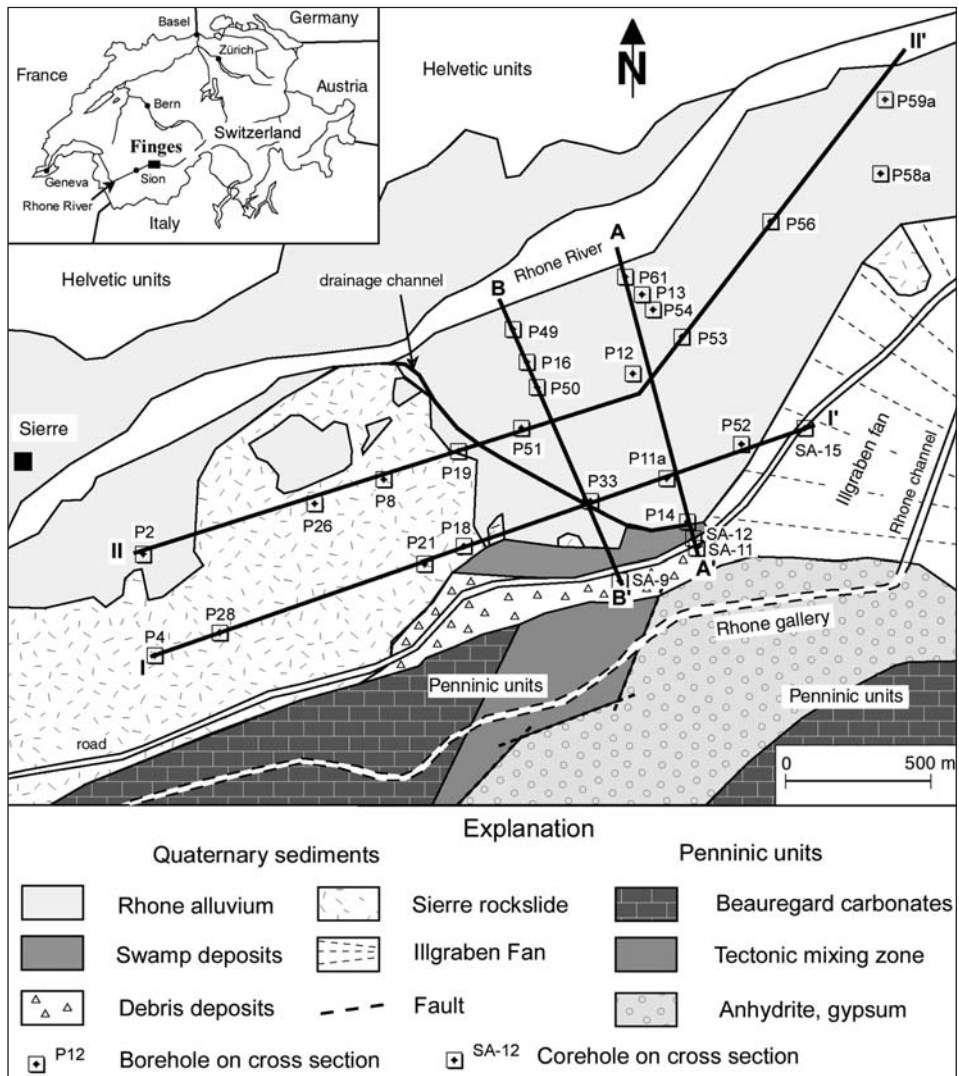 Germany
Basel
Zürich
France
Austria
Bern
Switzerland
Finges
Geneva
Sion
Rhone River
Italy
Helvetic units
N
II'
P59a
P58a
P56
Helvetic units
Rhone River
A
P61
P13
P54
drainage channel
B
P49
P16
P50
P12
P53
Sierre
P51
P52
I'
SA-15
Illgraben fan
Rhone channel
P19
P8
P26
P11a
P33
P2
II
P18
P21
P14
SA-12
SA-11
A'
SA-9
B'
P28
P4
I
Rhone gallery
Penninic units
Penninic units
road
0
500 m
Explanation
Quaternary sediments
Penninic units
Rhone alluvium
Sierre rockslide
Beauregard carbonates
Swamp deposits
Illgraben Fan
Tectonic mixing zone
Debris deposits
Fault
Anhydrite, gypsum
P12
Borehole on cross section
SA-12
Corehole on cross section